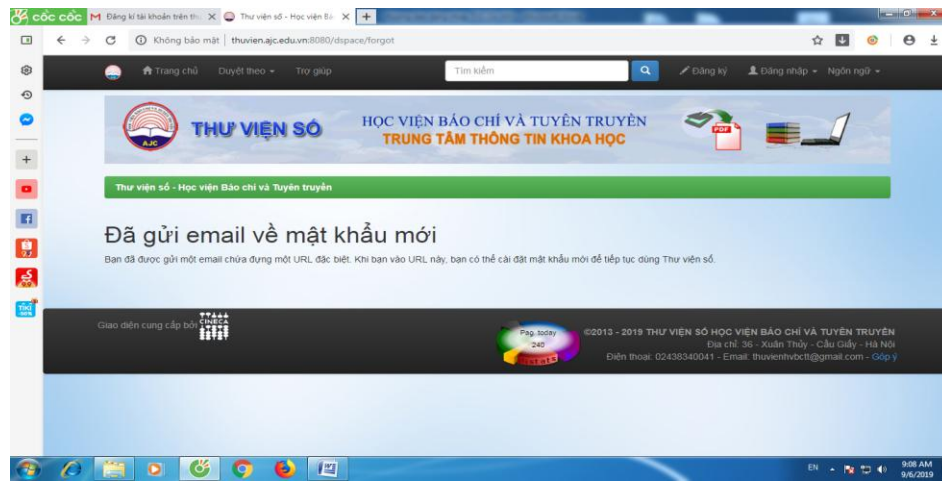 cốc cốc
Đăng kí tài khoản trên th
Thư viện số - Học viện Bá
Không bảo mật | thuvien.ajc.edu.vn:8080/dspace/forgot
Trang chủ Duyệt theo Trợ giúp Tìm kiếm Đăng ký Đăng nhập Ngôn ngữ
AJC
THƯ VIỆN SỐ
HỌC VIỆN BÁO CHÍ VÀ TUYÊN TRUYỀN
TRUNG TÂM THÔNG TIN KHOA HỌC
PDF
Thư viện số - Học viện Báo chí và Tuyên truyền
Đã gửi email về mật khẩu mới
Bạn đã được gửi một email chứa đựng một URL đặc biệt. Khi bạn vào URL này, bạn có thể cài đặt mật khẩu mới để tiếp tục dùng Thư viện số.
Giao diện cung cấp bởi CINECA
Pag. today
240
©2013 - 2019 THƯ VIỆN SỐ HỌC VIỆN BÁO CHÍ VÀ TUYÊN TRUYỀN
Địa chỉ: 36 - Xuân Thủy - Cầu Giấy - Hà Nội
Điện thoại: 02438340041 - Email: thuvienhvbctt@gmail.com - Góp ý
EN
9:08 AM
9/6/2019